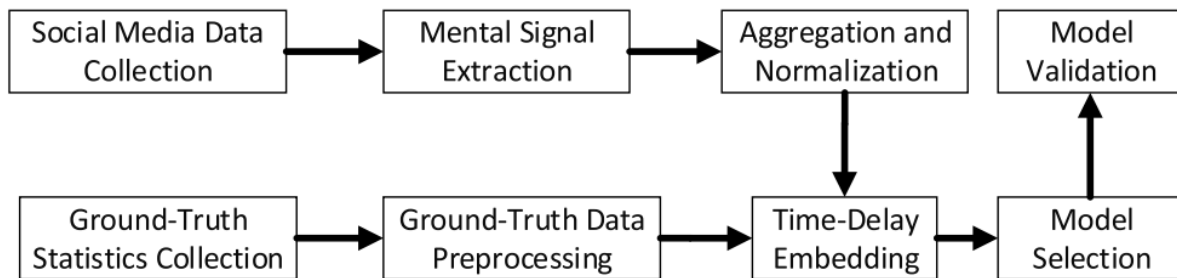 Social Media Data
Collection
Mental Signal
Extraction
Aggregation and
Normalization
Model
Validation
Ground-Truth
Statistics Collection
Ground-Truth Data
Preprocessing
Time-Delay
Embedding
Model
Selection